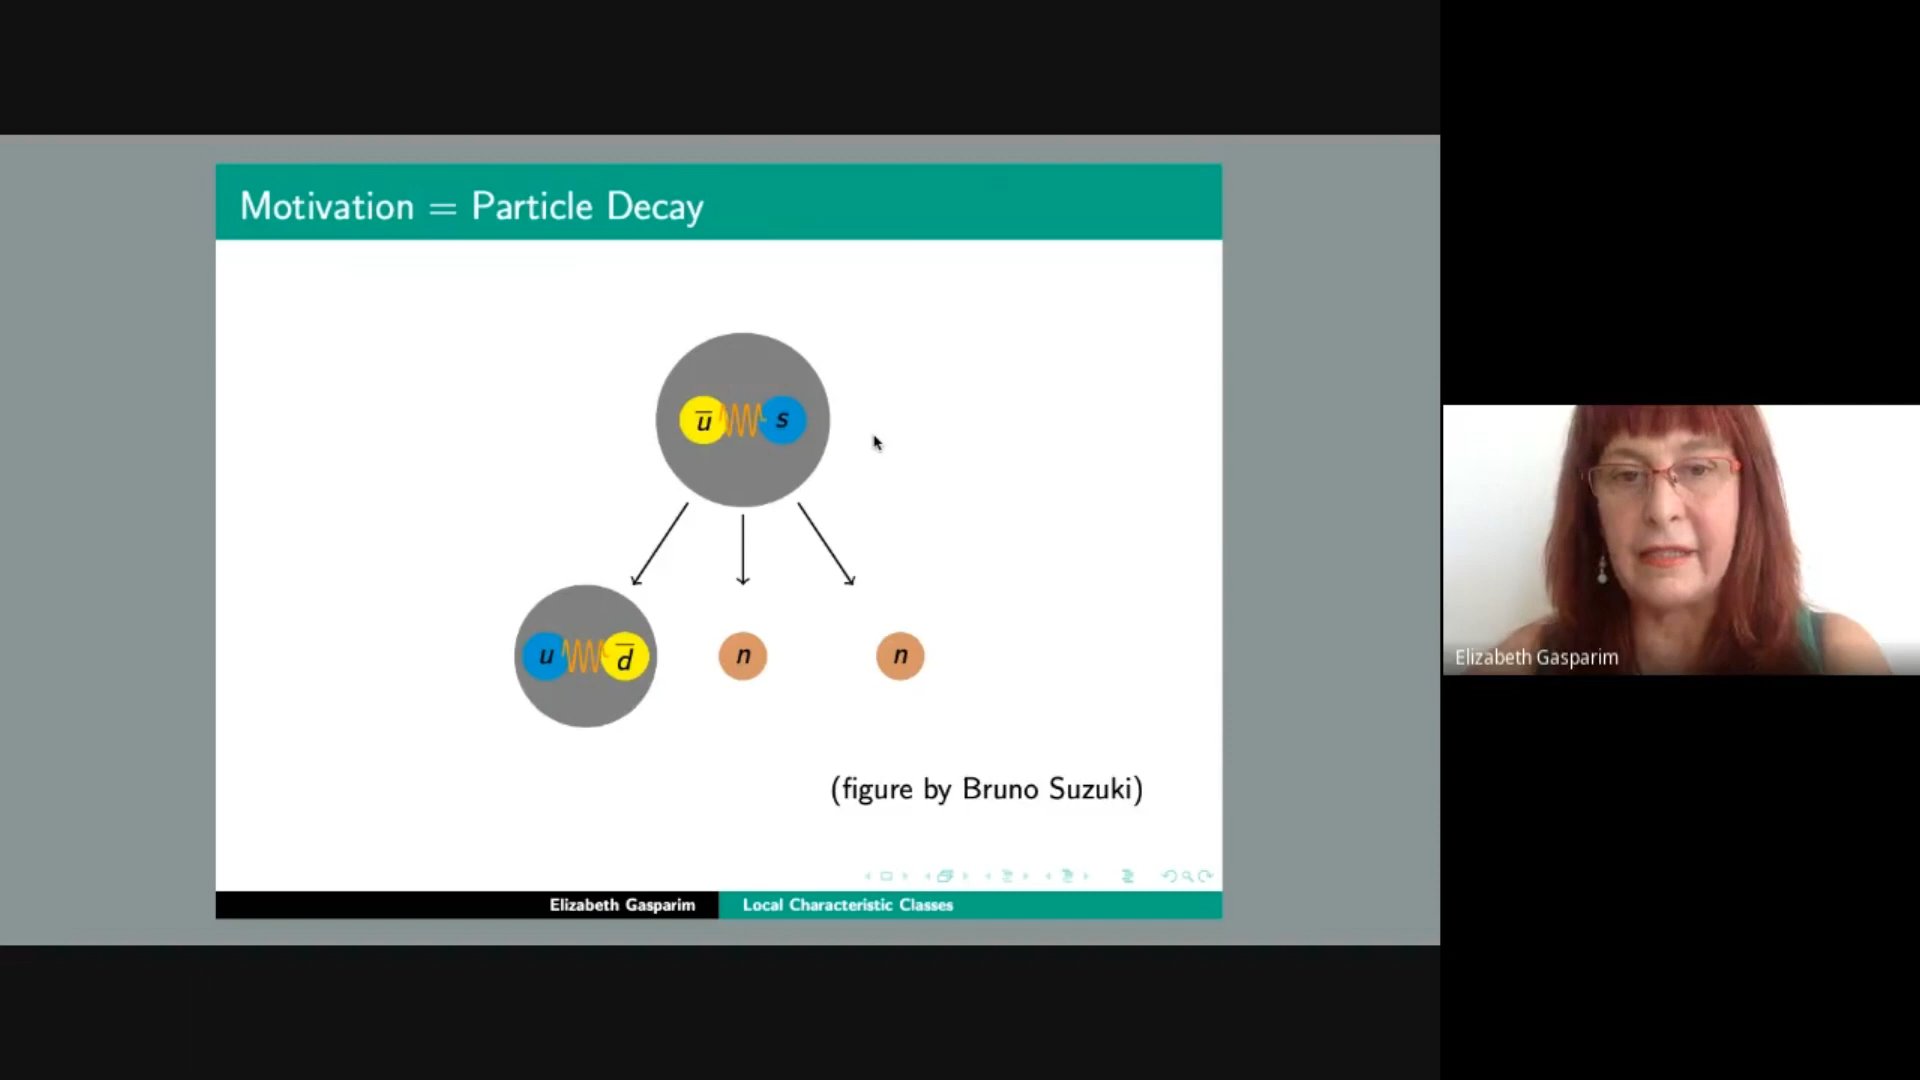 Motivation = Particle Decay
u̅ s
u d̅ n n
(figure by Bruno Suzuki)
Elizabeth Gasparim Local Characteristic Classes
Elizabeth Gasparim